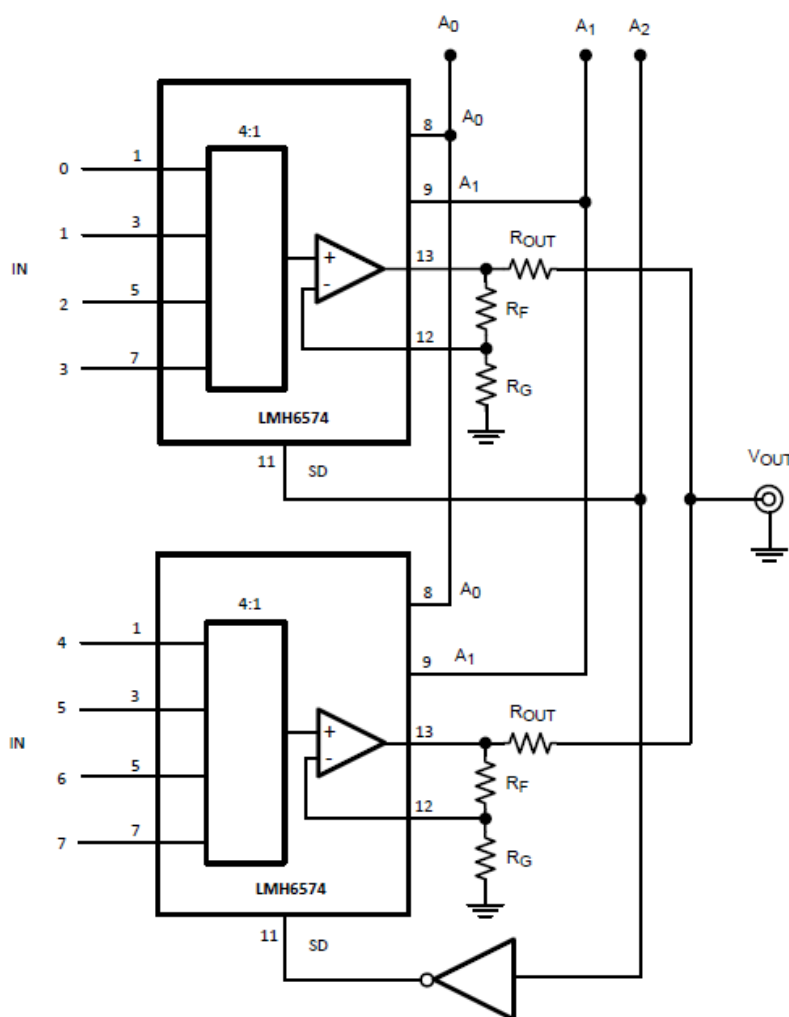 A0 A1 A2
4:1
8 A0
0 1
9 A1
1 3
IN
+
-
13 ROUT
2 5
RF
12
3 7
RG
LMH6574
11 SD
VOUT
4:1
8 A0
4 1
9 A1
5 3
ROUT
IN
+
-
13
6 5
RF
12
7 7
RG
LMH6574
11 SD